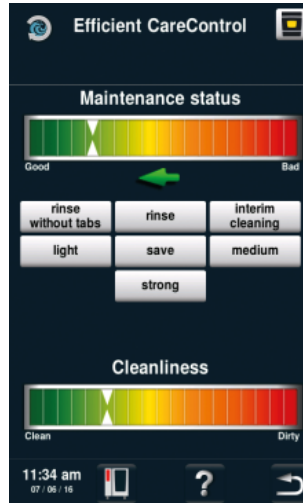 Efficient CareControl
Maintenance status
Good Bad
rinse without tabs
rinse
interim cleaning
light save medium
strong
Cleanliness
Clean Dirty
11:34 am
07 / 06 / 16
?